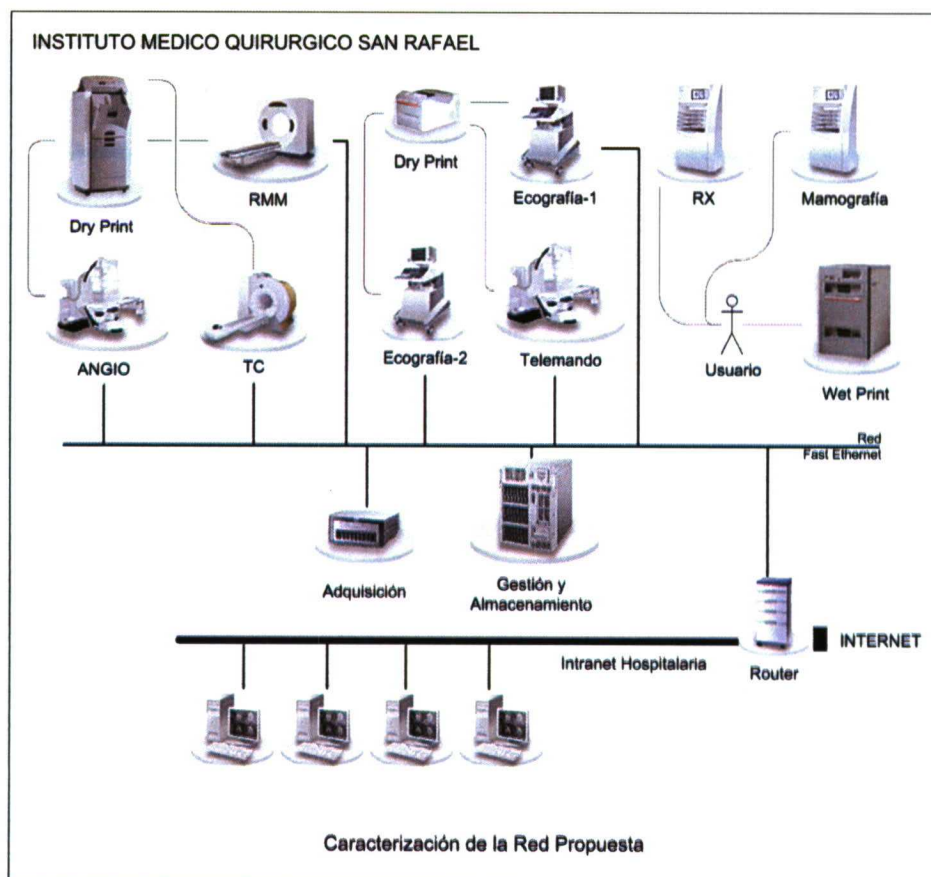 INSTITUTO MEDICO QUIRURGICO SAN RAFAEL
Dry Print
RMM
Dry Print
Ecografía-1
RX
Mamografía
ANGIO
TC
Ecografía-2
Telemando
Usuario
Wet Print
Red
Fast Ethernet
Adquisición
Gestión y
Almacenamiento
Intranet Hospitalaria
Router
INTERNET
Caracterización de la Red Propuesta